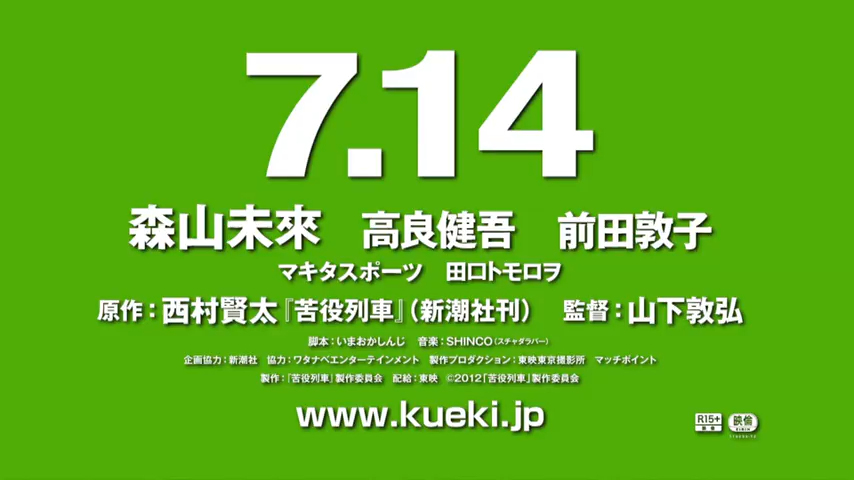 7.14
森山未來　高良健吾　前田敦子
マキタスポーツ　田口トモロヲ
原作：西村賢太『苦役列車』（新潮社刊）　監督：山下敦弘
脚本：いまおかしんじ　音楽：SHINCO（スチャダラパー）
企画協力：新潮社　協力：ワタナベエンターテインメント　製作プロダクション：東映東京撮影所　マッチポイント
製作：「苦役列車」製作委員会　配給：東映　©2012「苦役列車」製作委員会
www.kueki.jp
R15+
映倫
EIRIN